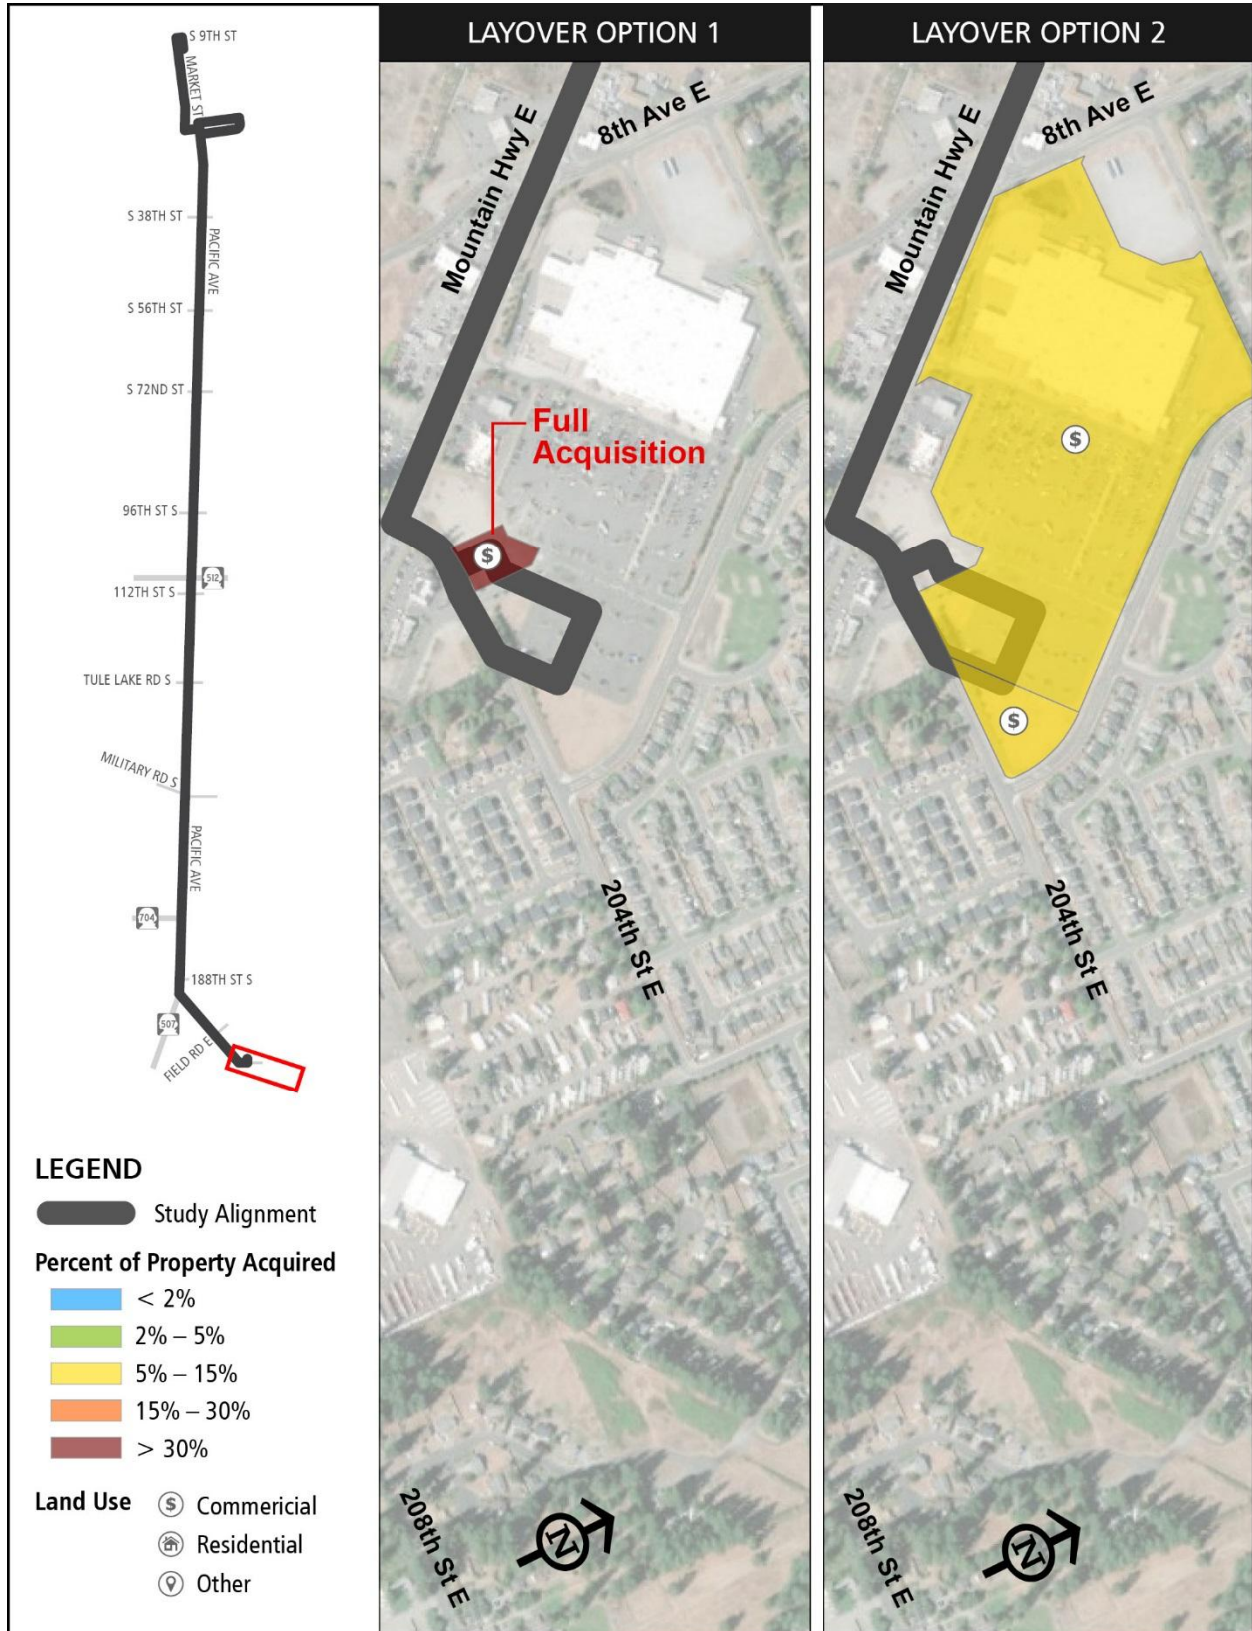 S 9TH ST
MARKET ST
S 38TH ST
PACIFIC AVE
S 56TH ST
S 72ND ST
96TH ST S
512
112TH ST S
TULE LAKE RD S
MILITARY RD S
PACIFIC AVE
704
188TH ST S
507
FIELD RD E
LEGEND
Study Alignment
Percent of Property Acquired
< 2%
2% – 5%
5% – 15%
15% – 30%
> 30%
Land Use
$ Commericial
Residential
Other
LAYOVER OPTION 1
8th Ave E
Mountain Hwy E
Full
Acquisition
$
204th St E
208th St E
N
LAYOVER OPTION 2
8th Ave E
Mountain Hwy E
$
$
204th St E
208th St E
N